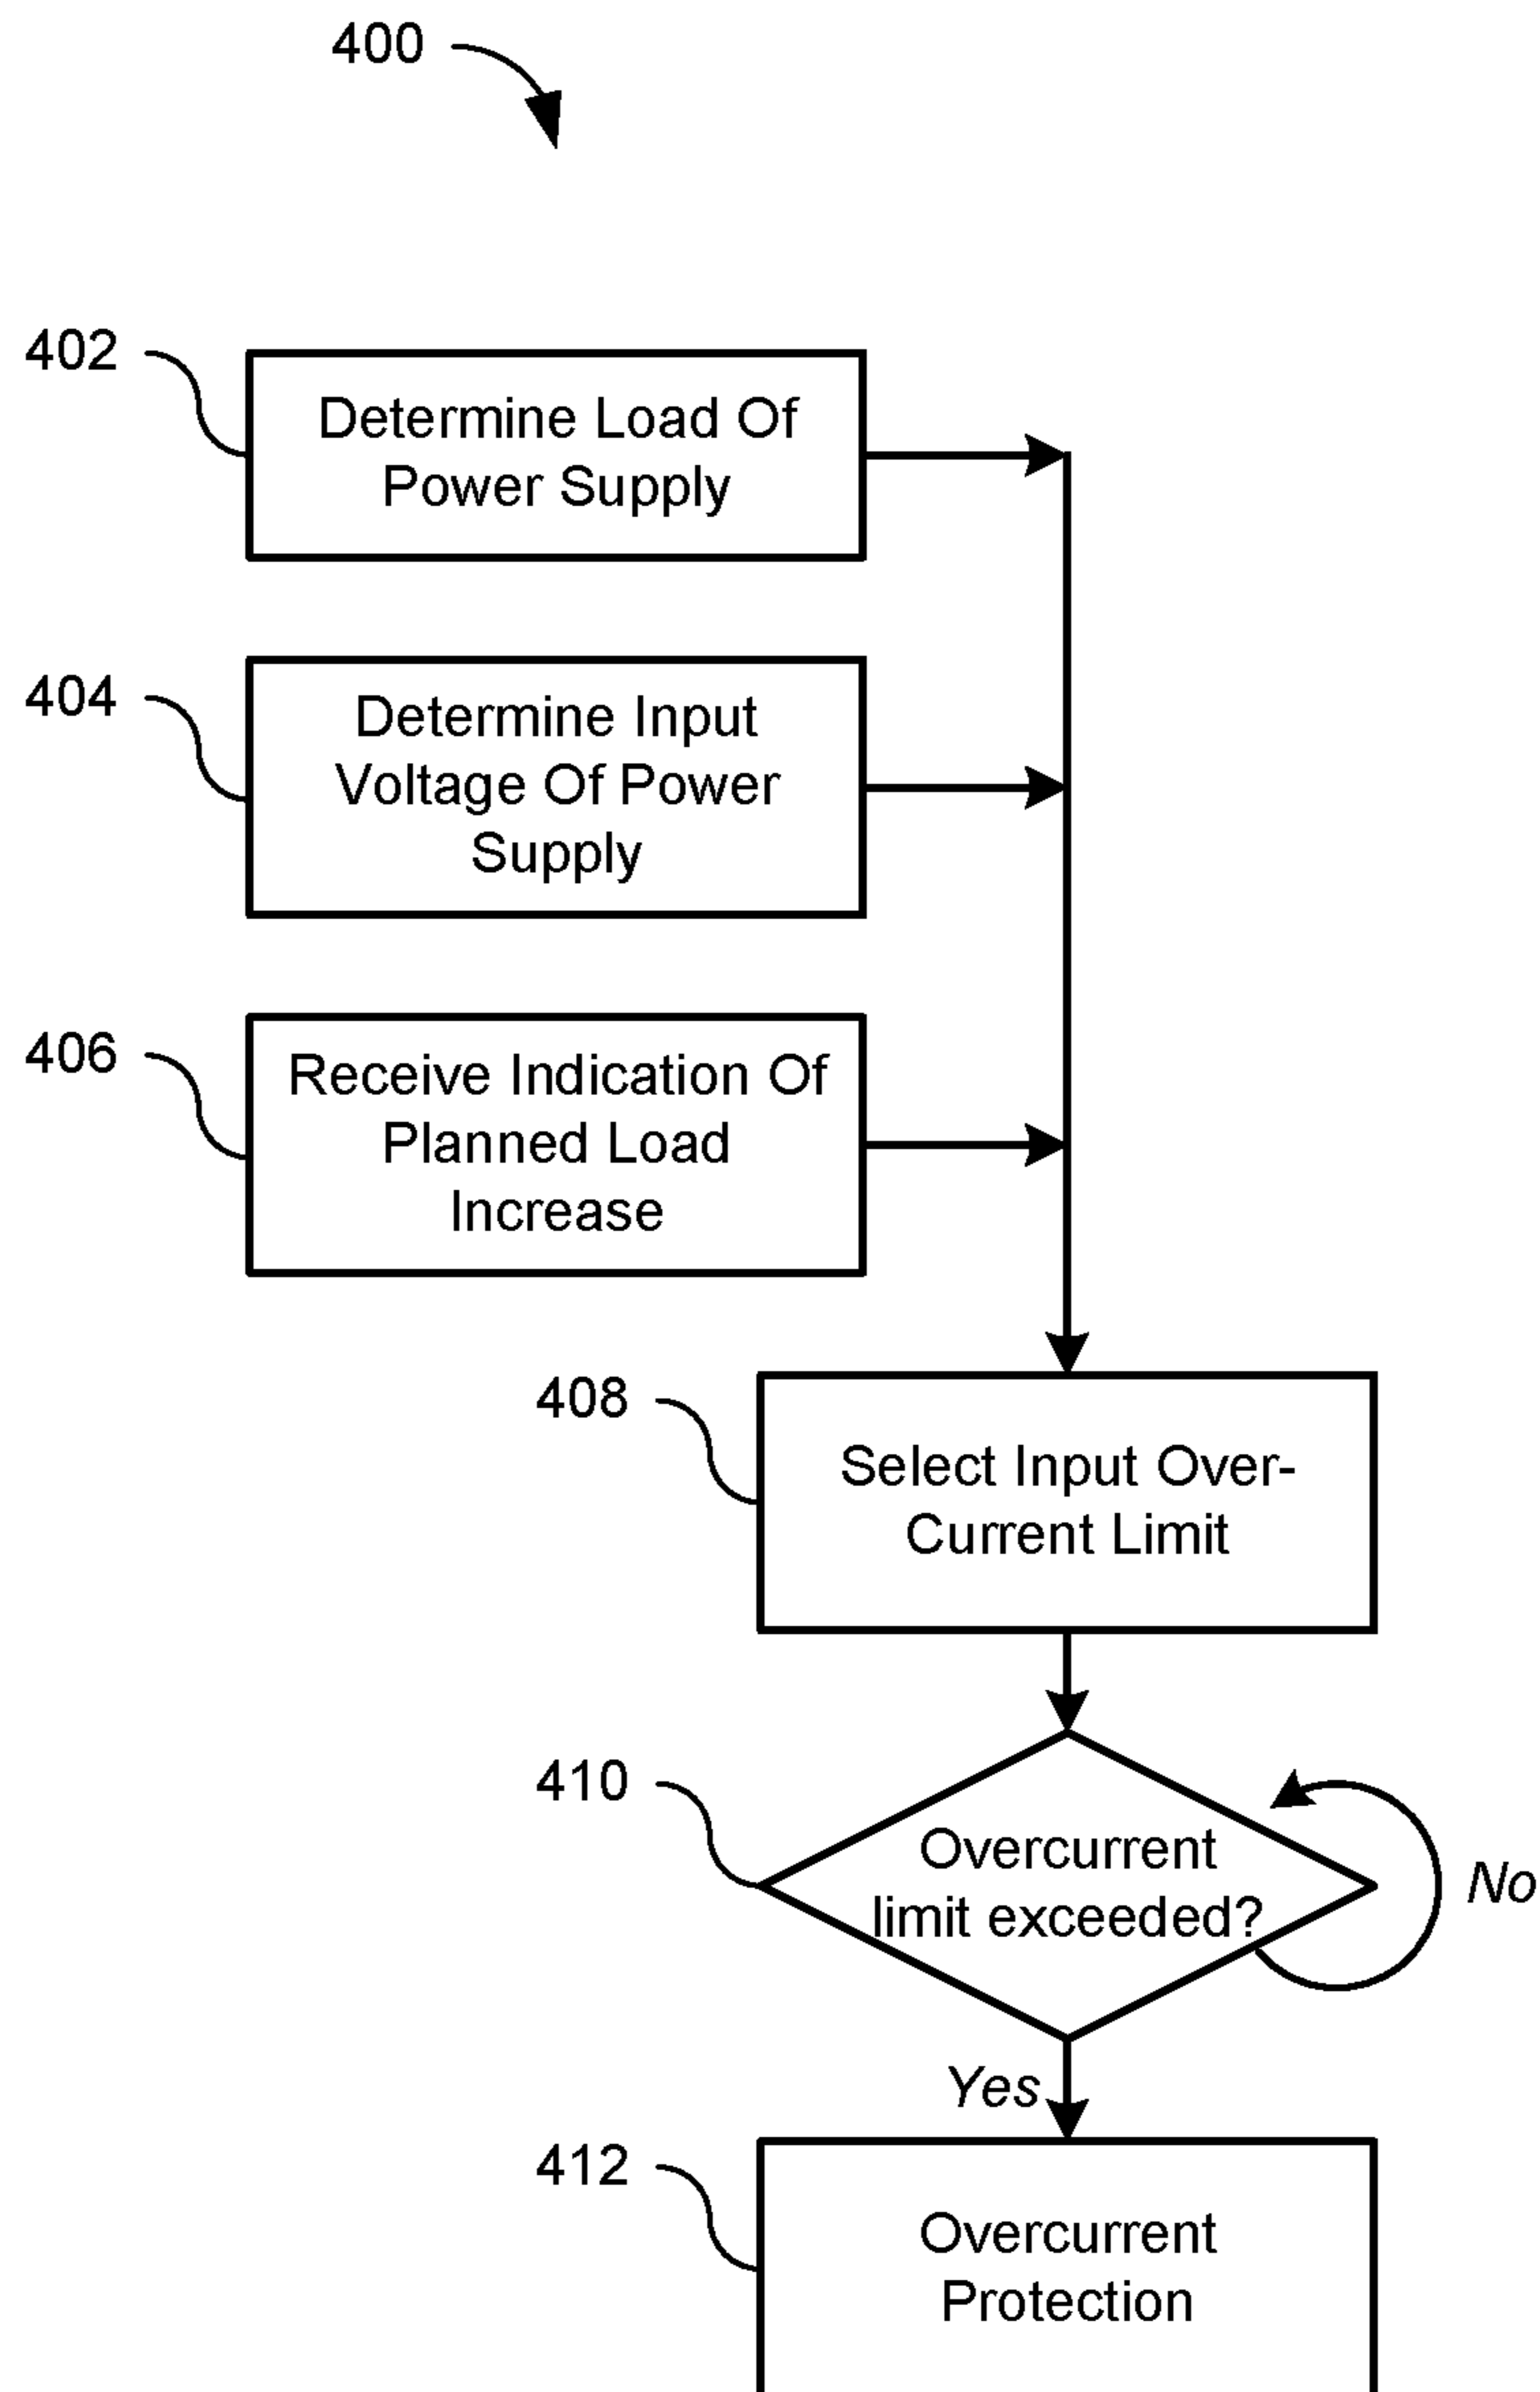 400
402
Determine Load Of
Power Supply
404
Determine Input
Voltage Of Power
Supply
406
Receive Indication Of
Planned Load
Increase
408
Select Input Over-
Current Limit
410
Overcurrent
limit exceeded?
No
Yes
412
Overcurrent
Protection